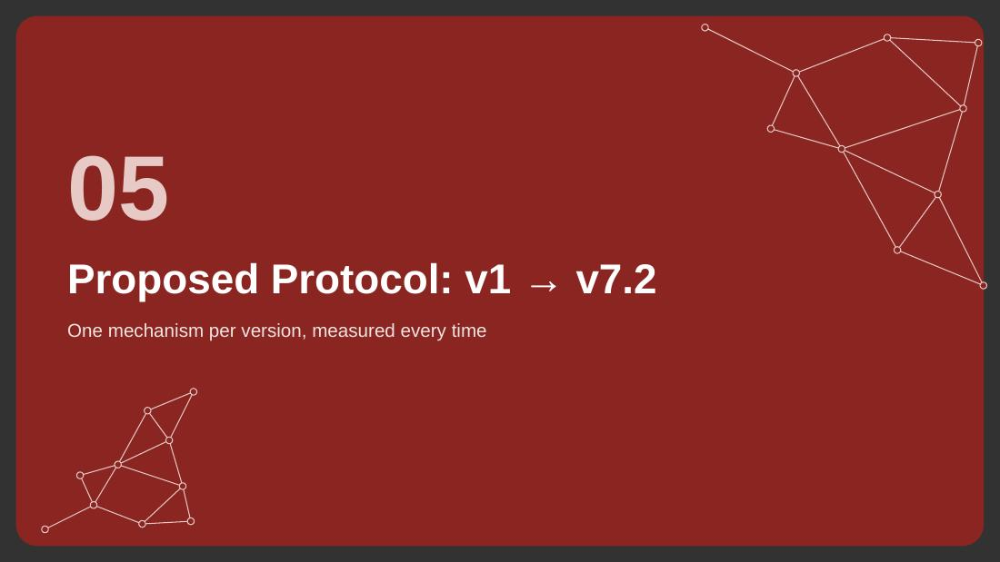 05
Proposed Protocol: v1 → v7.2
One mechanism per version, measured every time